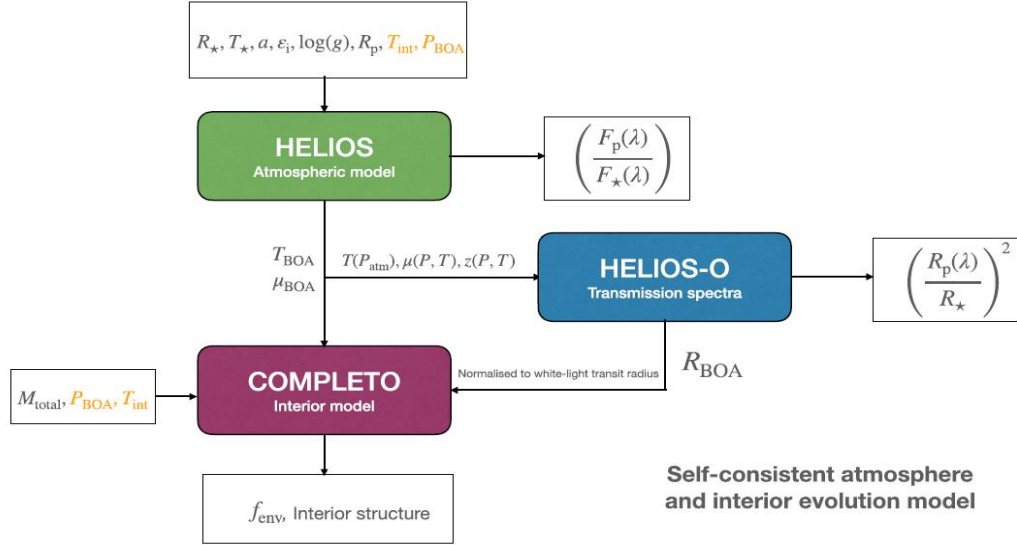 R⋆, T⋆, a, εi, log(g), Rp, Tint, PBOA
HELIOS
Atmospheric model
(Fp(λ)
F⋆(λ))
TBOA
μBOA
T(Patm), μ(P, T), z(P, T)
HELIOS-O
Transmission spectra
(Rp(λ)
R⋆)2
COMPLETO
Interior model
Normalised to white-light transit radius
RBOA
Mtotal, PBOA, Tint
fenv, Interior structure
Self-consistent atmosphere
and interior evolution model